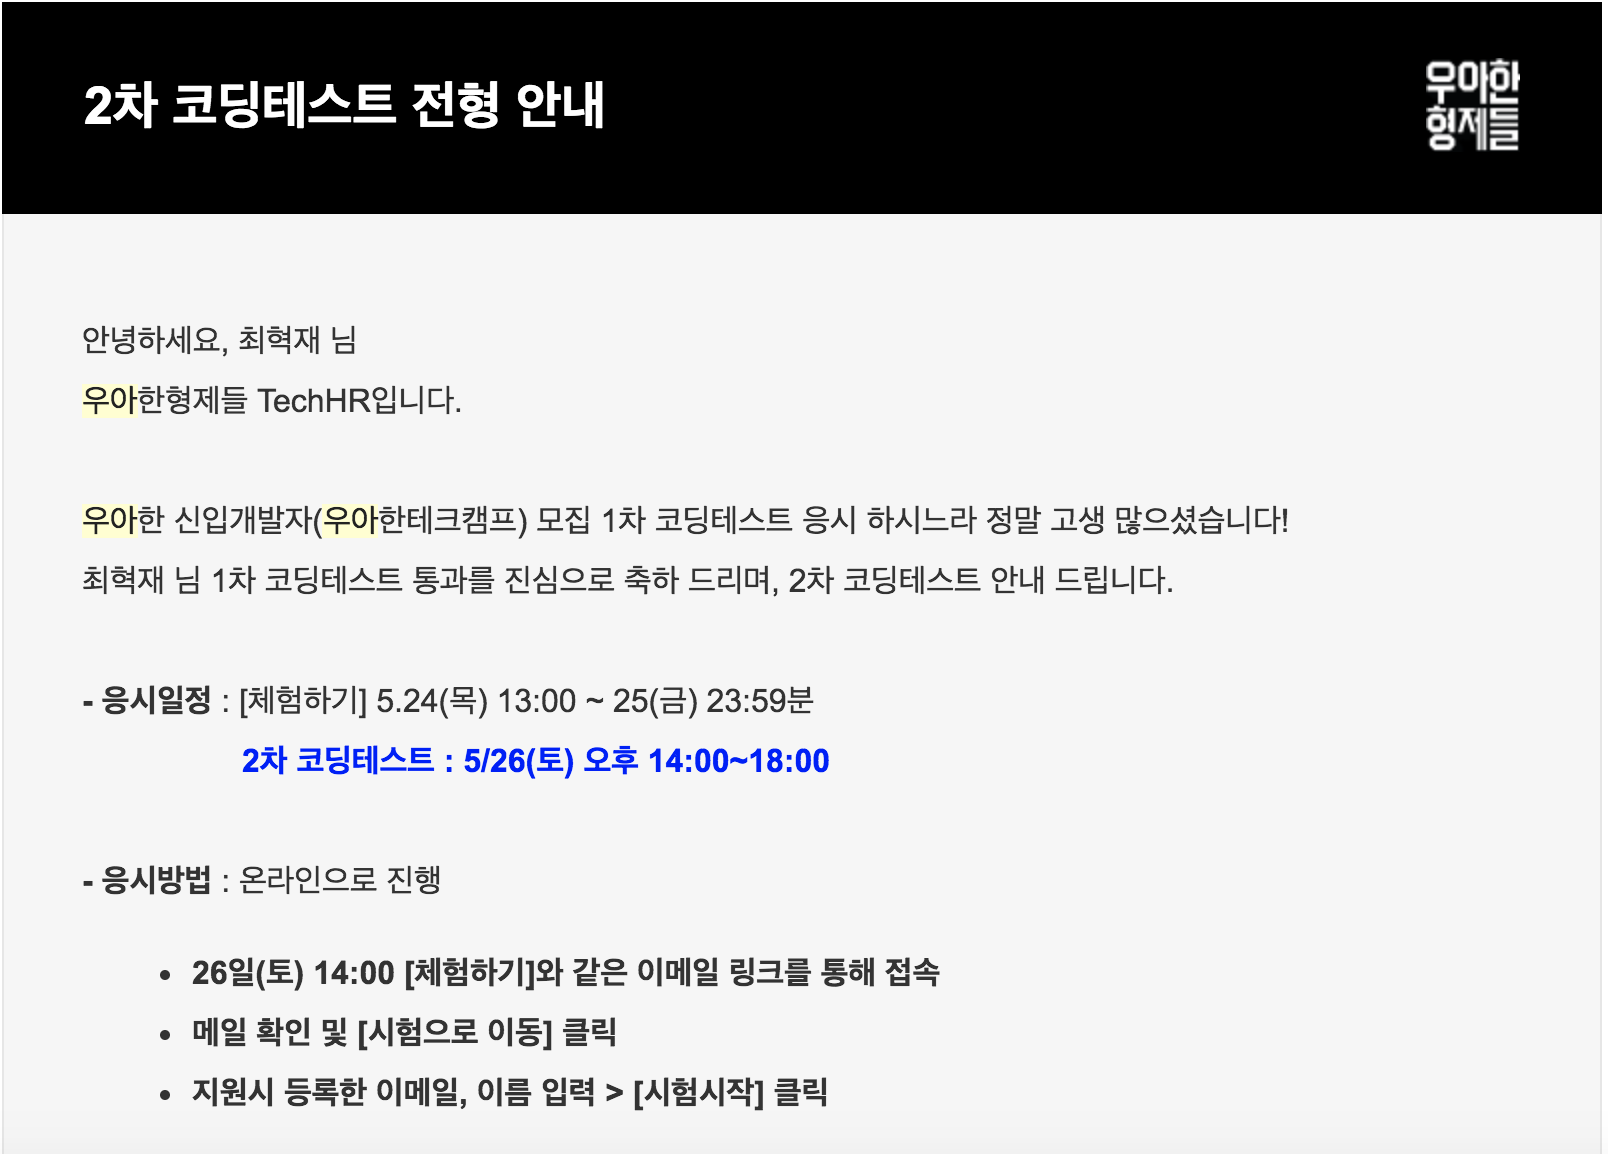 2차 코딩테스트 전형 안내
우아한
형제들
안녕하세요, 최혁재 님
우아한형제들 TechHR입니다.
우아한 신입개발자(우아한테크캠프) 모집 1차 코딩테스트 응시 하시느라 정말 고생 많으셨습니다!
최혁재 님 1차 코딩테스트 통과를 진심으로 축하 드리며, 2차 코딩테스트 안내 드립니다.
- 응시일정 : [체험하기] 5.24(목) 13:00 ~ 25(금) 23:59분
2차 코딩테스트 : 5/26(토) 오후 14:00~18:00
- 응시방법 : 온라인으로 진행
• 26일(토) 14:00 [체험하기]와 같은 이메일 링크를 통해 접속
• 메일 확인 및 [시험으로 이동] 클릭
• 지원시 등록한 이메일, 이름 입력 > [시험시작] 클릭